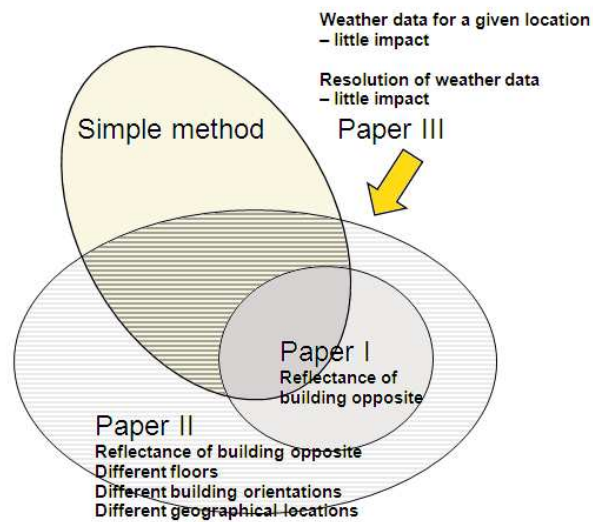 Weather data for a given location
– little impact
Resolution of weather data
– little impact
Simple method
Paper III
Paper I
Reflectance of
building opposite
Paper II
Reflectance of building opposite
Different floors
Different building orientations
Different geographical locations